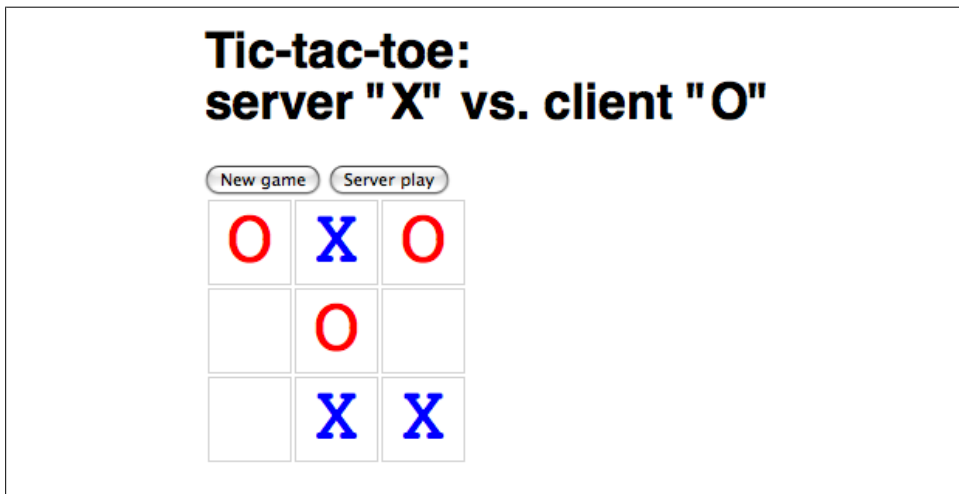 Tic-tac-toe:
server "X" vs. client "O"
New game Server play
O X O
O
X X